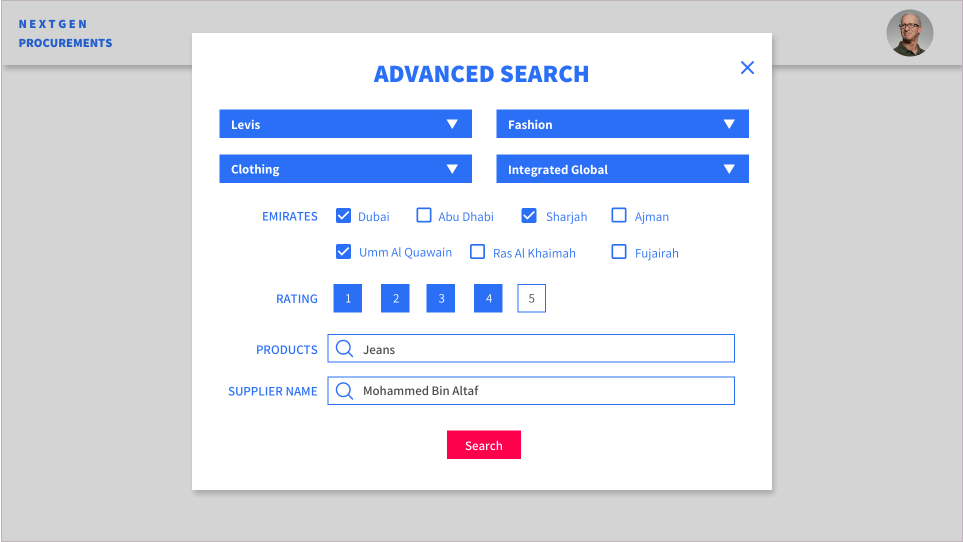 NEXTGEN
PROCUREMENTS
ADVANCED SEARCH
Levis
Fashion
Clothing
Integrated Global
EMIRATES Dubai Abu Dhabi Sharjah Ajman
Umm Al Quawain Ras Al Khaimah Fujairah
RATING 1 2 3 4 5
PRODUCTS Jeans
SUPPLIER NAME Mohammed Bin Altaf
Search